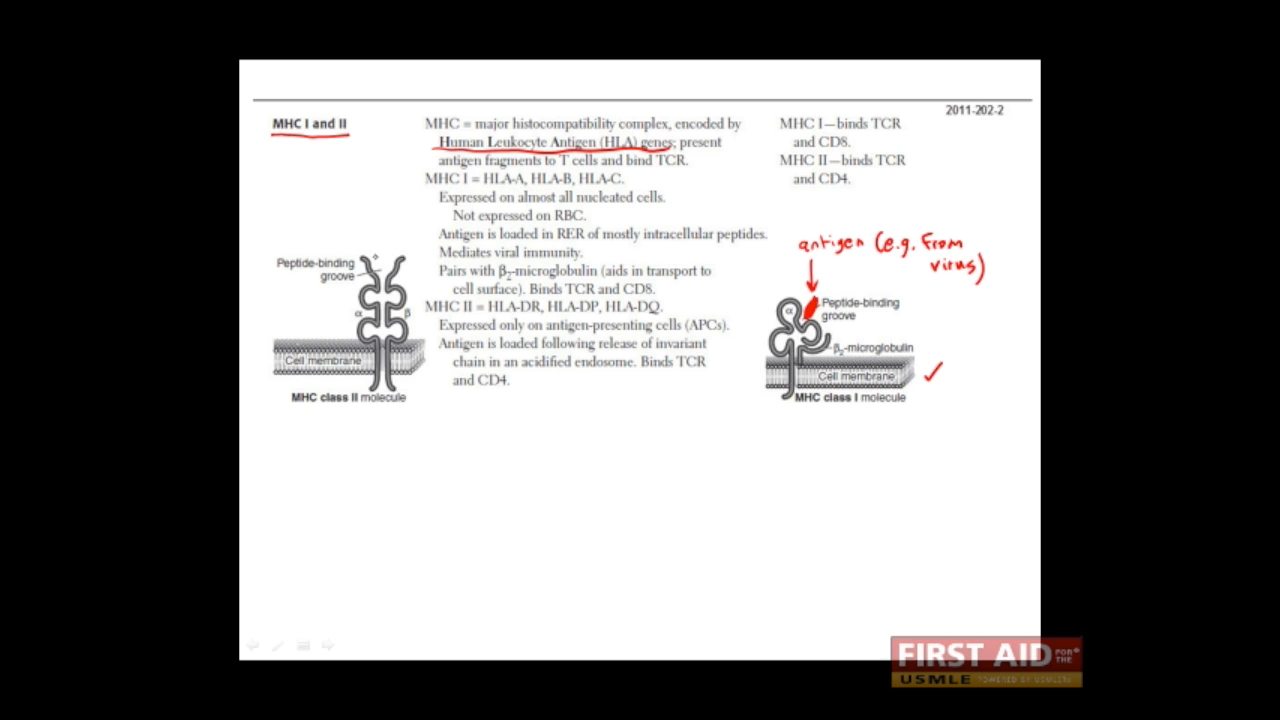 2011-202-2
MHC I and II
MHC = major histocompatibility complex, encoded by
Human Leukocyte Antigen (HLA) genes; present
antigen fragments to T cells and bind TCR.
MHC I = HLA-A, HLA-B, HLA-C.
Expressed on almost all nucleated cells.
Not expressed on RBC.
Antigen is loaded in RER of mostly intracellular peptides.
Mediates viral immunity.
Pairs with β2-microglobulin (aids in transport to
cell surface). Binds TCR and CD8.
MHC II = HLA-DR, HLA-DP, HLA-DQ.
Expressed only on antigen-presenting cells (APCs).
Antigen is loaded following release of invariant
chain in an acidified endosome. Binds TCR
and CD4.
MHC I—binds TCR
and CD8.
MHC II—binds TCR
and CD4.
Peptide-binding
groove
α
β
Cell membrane
MHC class II molecule
antigen (e.g. from
virus)
α
Peptide-binding
groove
β2-microglobulin
Cell membrane
MHC class I molecule
FIRST AID FOR THE®
USMLE POWERED BY USMLERx